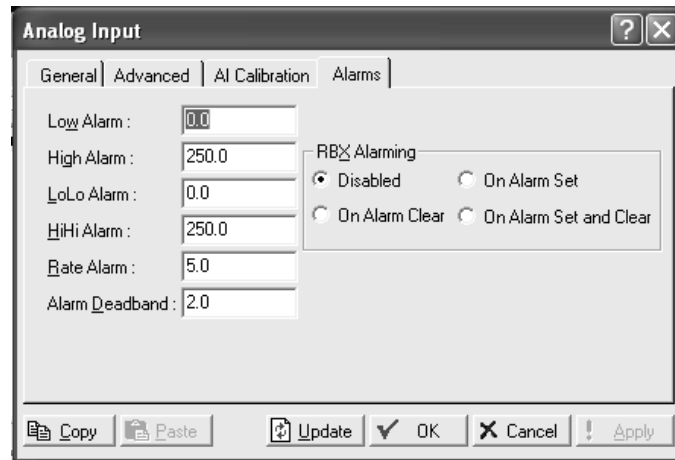 Analog Input
General Advanced AI Calibration Alarms
Low Alarm : 0.0
High Alarm : 250.0
LoLo Alarm : 0.0
HiHi Alarm : 250.0
Rate Alarm : 5.0
Alarm Deadband : 2.0
RBX Alarming
Disabled On Alarm Set
On Alarm Clear On Alarm Set and Clear
Copy Paste Update OK Cancel Apply